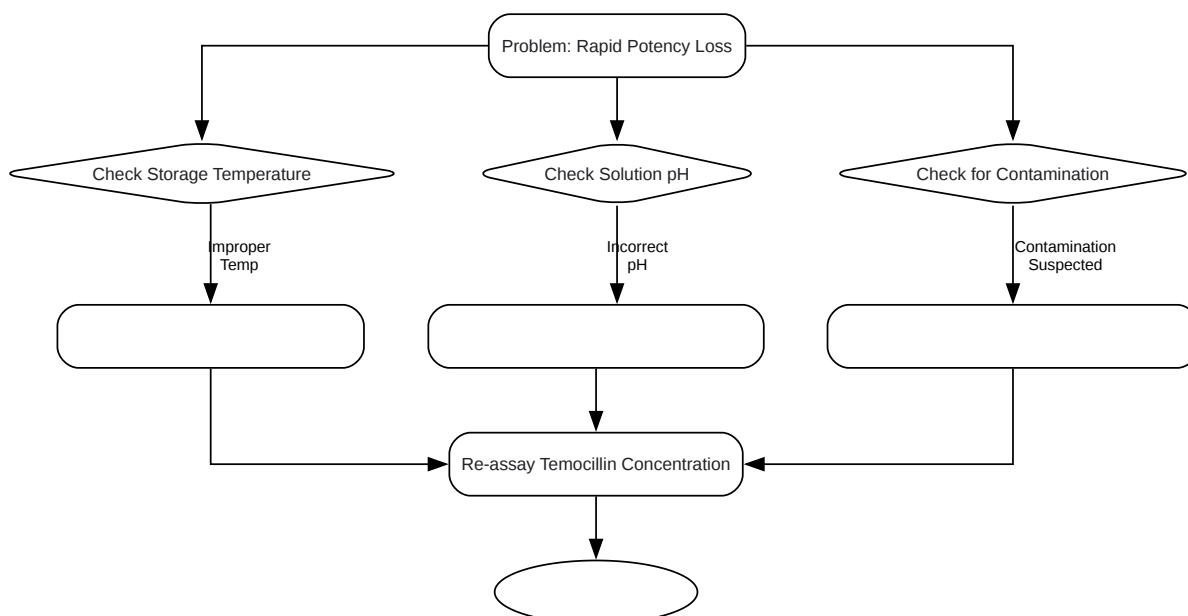 Problem: Rapid Potency Loss
Check Storage Temperature
Check Solution pH
Check for Contamination
Improper
Temp
Incorrect
pH
Contamination
Suspected
Re-assay Temocillin Concentration